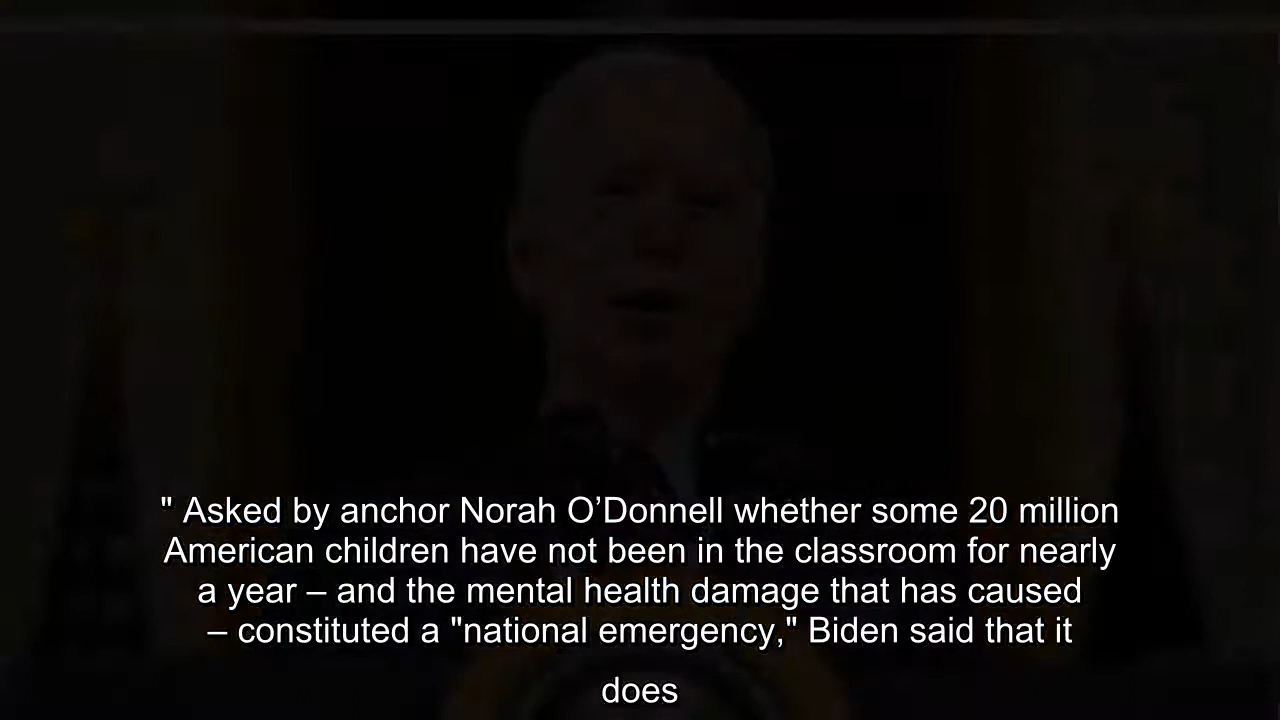 " Asked by anchor Norah O’Donnell whether some 20 million
American children have not been in the classroom for nearly
a year – and the mental health damage that has caused
– constituted a "national emergency," Biden said that it
does